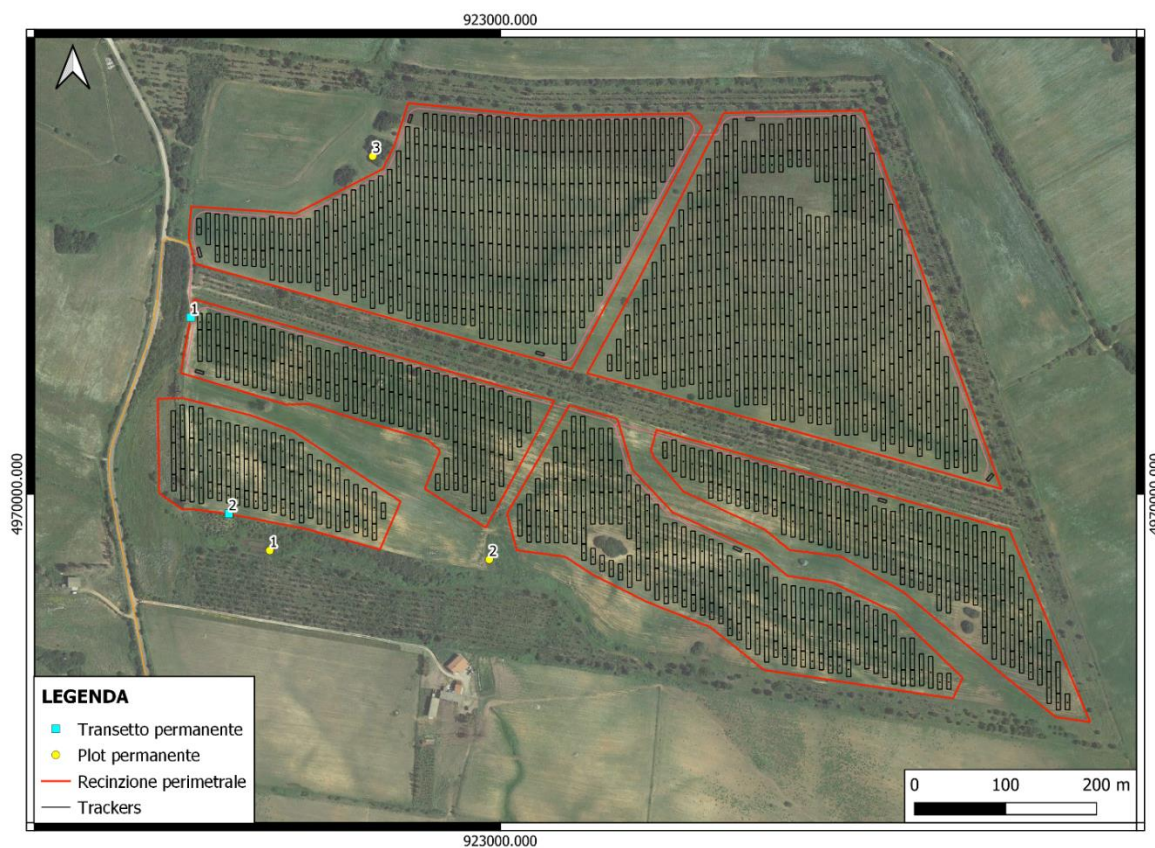 923000.000
3
1
4970000.000
4970000.000
2
1
2
LEGENDA
Transetto permanente
Plot permanente
Recinzione perimetrale
Trackers
0 100 200 m
923000.000